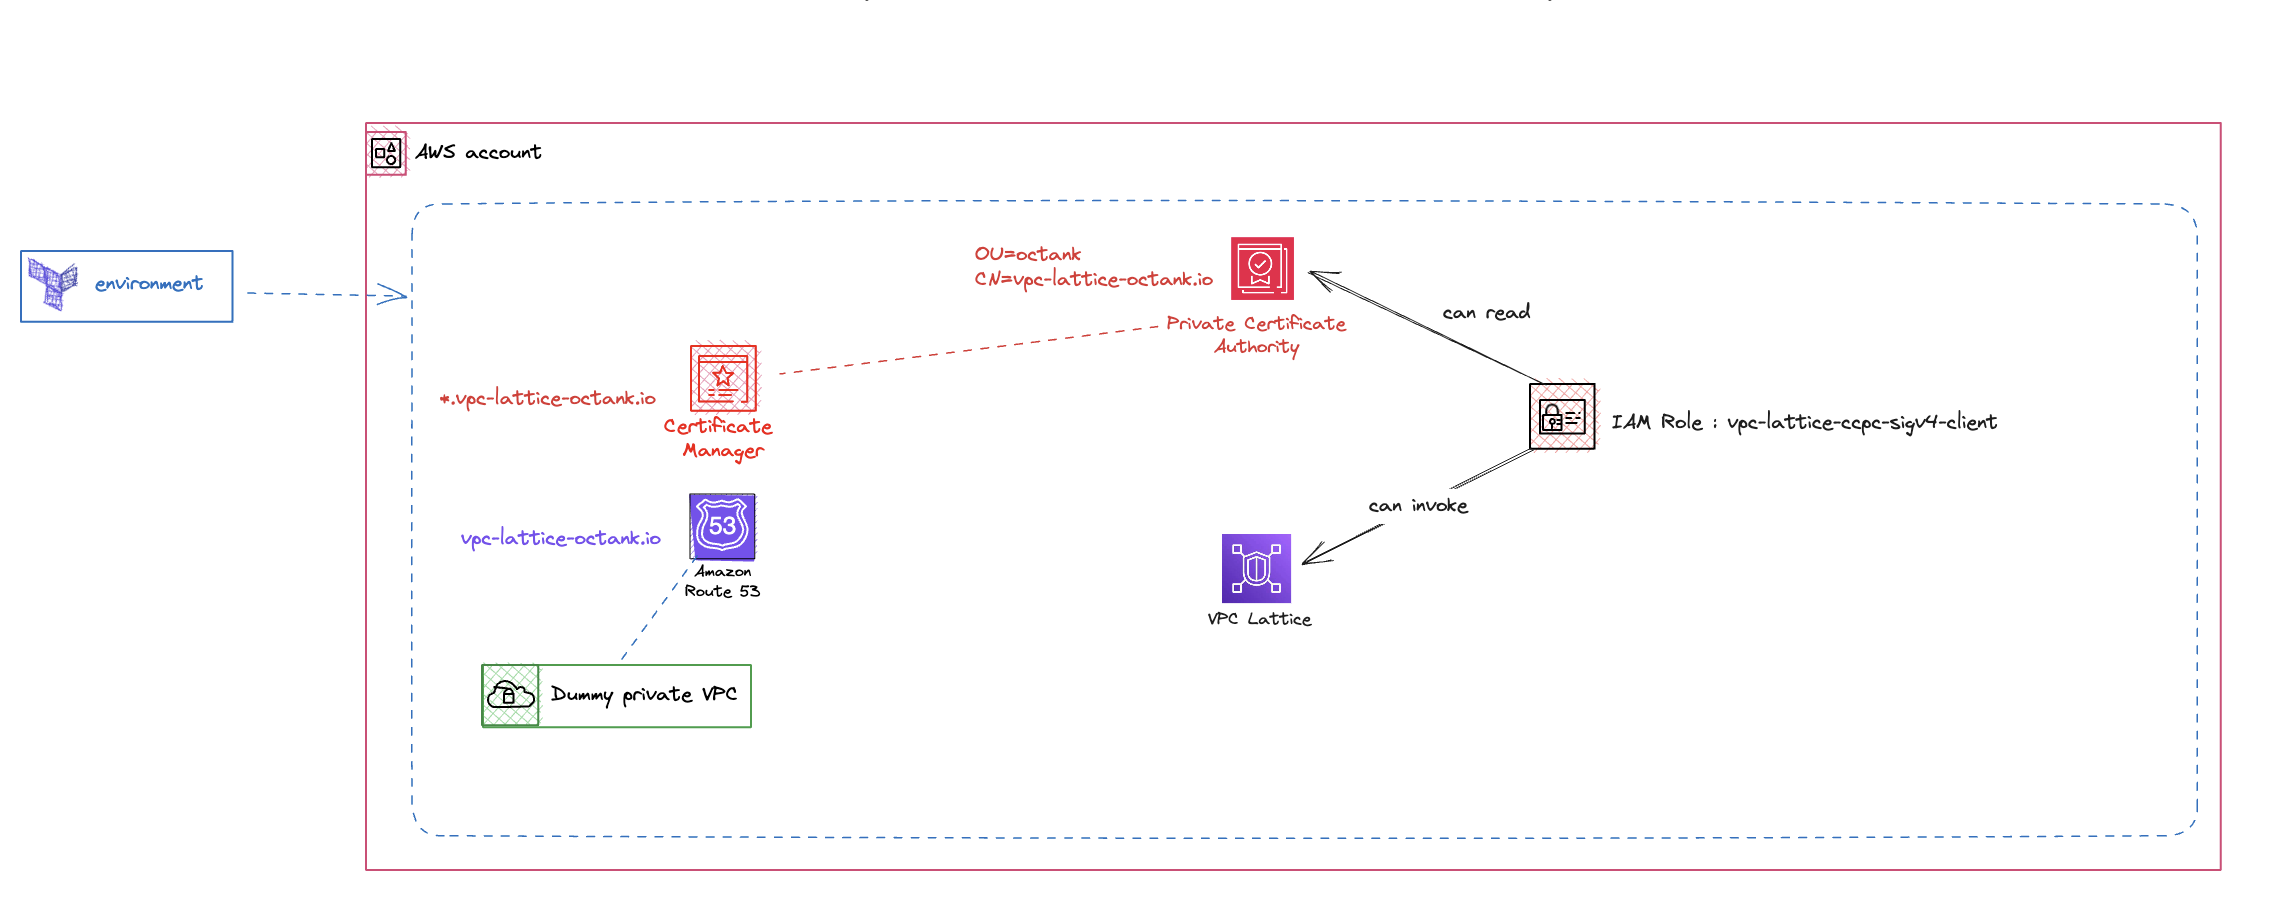 AWS account
environment
OU=octank
CN=vpc-lattice-octank.io
Private Certificate
Authority
can read
*.vpc-lattice-octank.io
Certificate
Manager
IAM Role : vpc-lattice-ccpc-sigv4-client
can invoke
vpc-lattice-octank.io
53
Amazon
Route 53
VPC Lattice
Dummy private VPC